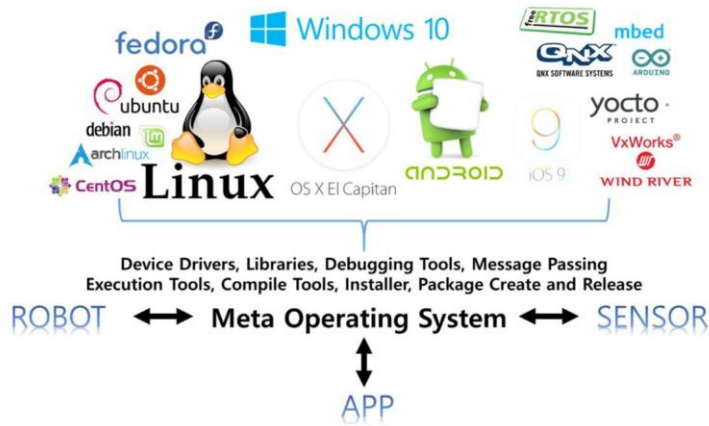 fedora
Windows 10
free RTOS
mbed
QNX
QNX SOFTWARE SYSTEMS
ARDUINO
ubuntu
debian
archlinux
CentOS
Linux
X
OS X El Capitan
ANDROID
9
iOS 9
yocto
PROJECT
VxWorks®
WIND RIVER
Device Drivers, Libraries, Debugging Tools, Message Passing
Execution Tools, Compile Tools, Installer, Package Create and Release
ROBOT Meta Operating System SENSOR
APP